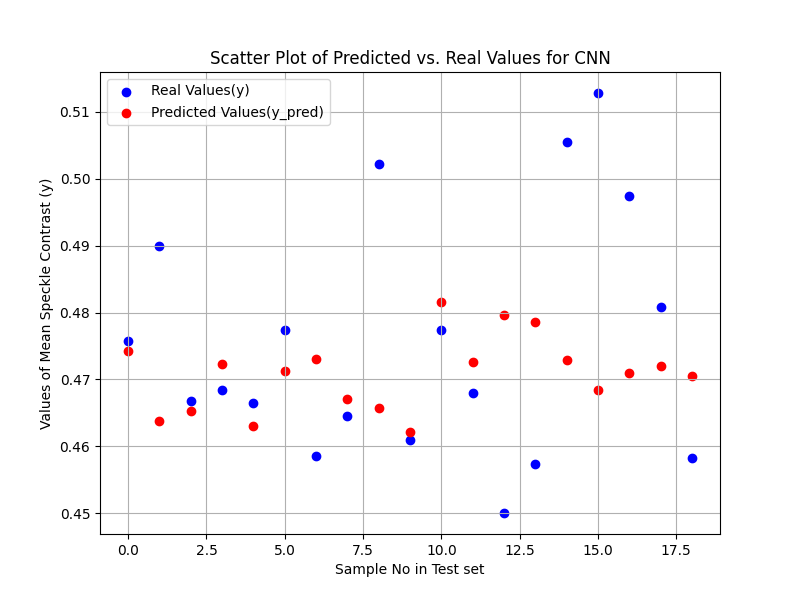 Scatter Plot of Predicted vs. Real Values for CNN
Real Values(y)
Predicted Values(y_pred)
Values of Mean Speckle Contrast (y)
0.51
0.50
0.49
0.48
0.47
0.46
0.45
0.0 2.5 5.0 7.5 10.0 12.5 15.0 17.5
Sample No in Test set